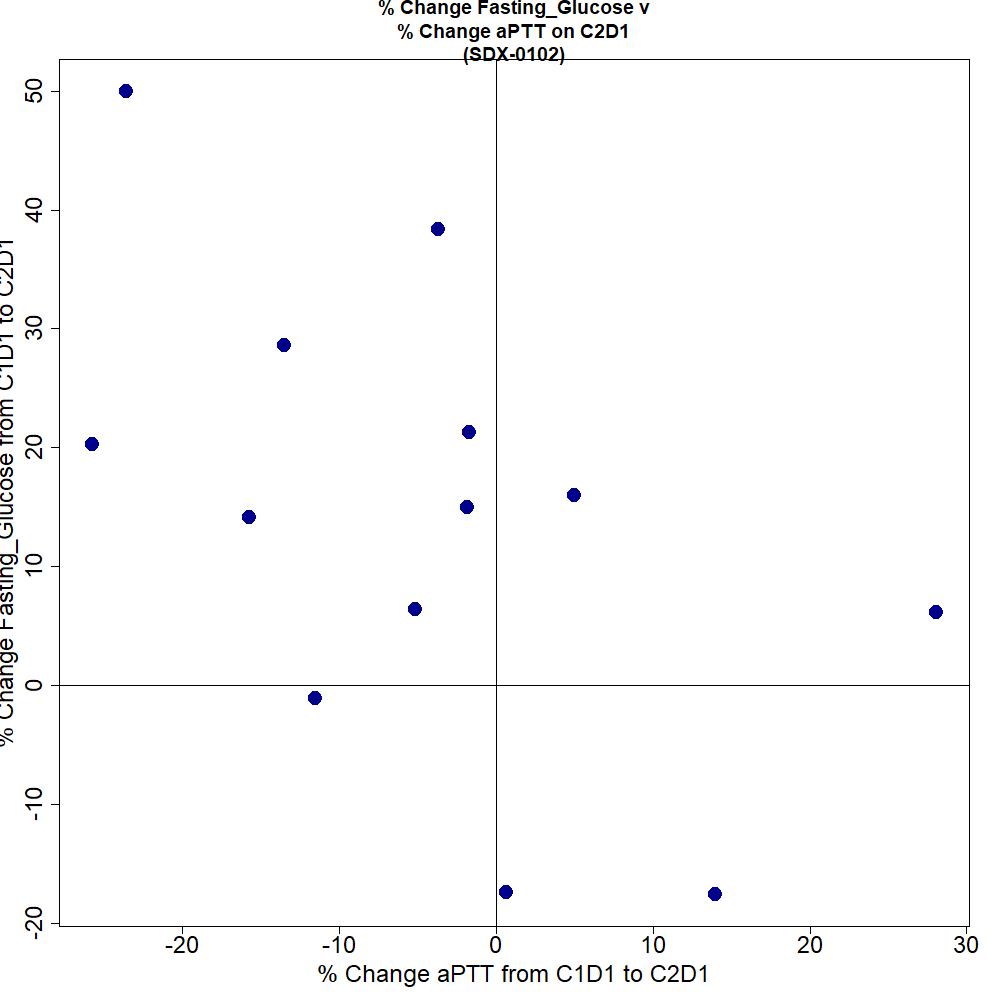 % Change Fasting_Glucose v
% Change aPTT on C2D1
(SDX-0102)
% Change Fasting_Glucose from C1D1 to C2D1
50
40
30
20
10
0
-10
-20
-20
-10
0
10
20
30
% Change aPTT from C1D1 to C2D1